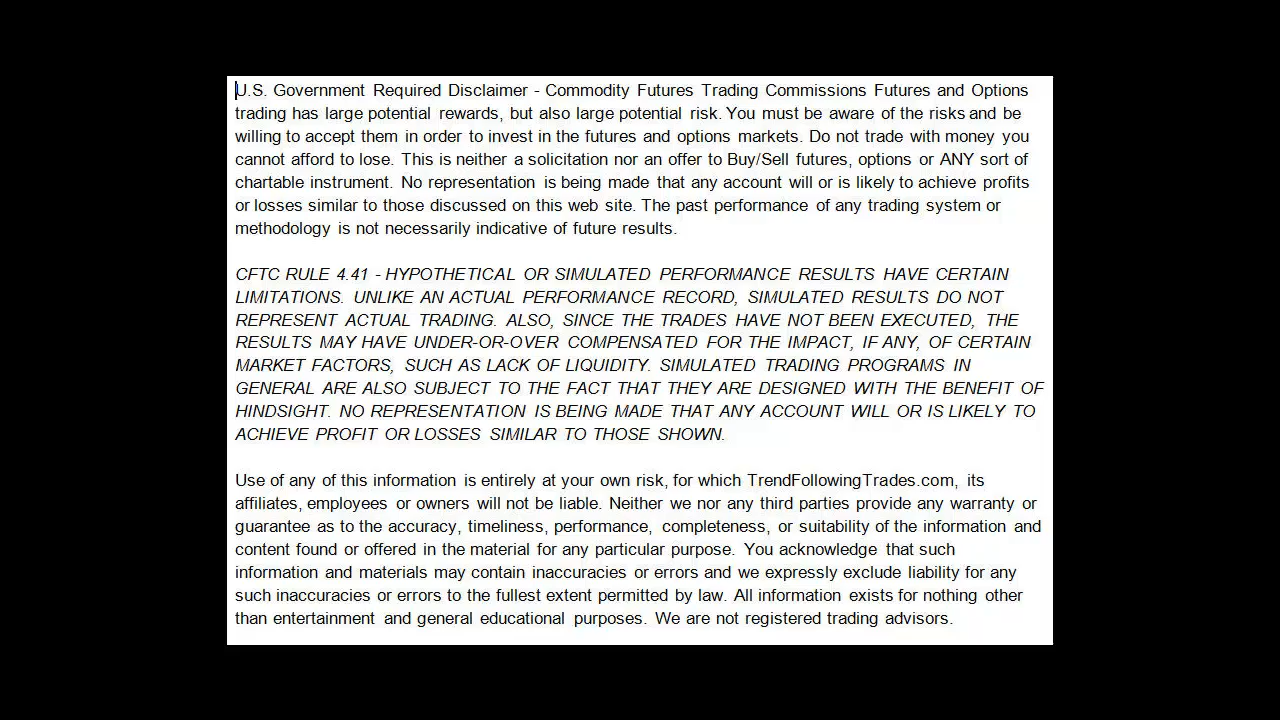 U.S. Government Required Disclaimer - Commodity Futures Trading Commissions Futures and Options
trading has large potential rewards, but also large potential risk. You must be aware of the risks and be
willing to accept them in order to invest in the futures and options markets. Do not trade with money you
cannot afford to lose. This is neither a solicitation nor an offer to Buy/Sell futures, options or ANY sort of
chartable instrument. No representation is being made that any account will or is likely to achieve profits
or losses similar to those discussed on this web site. The past performance of any trading system or
methodology is not necessarily indicative of future results.
CFTC RULE 4.41 - HYPOTHETICAL OR SIMULATED PERFORMANCE RESULTS HAVE CERTAIN
LIMITATIONS. UNLIKE AN ACTUAL PERFORMANCE RECORD, SIMULATED RESULTS DO NOT
REPRESENT ACTUAL TRADING. ALSO, SINCE THE TRADES HAVE NOT BEEN EXECUTED, THE
RESULTS MAY HAVE UNDER-OR-OVER COMPENSATED FOR THE IMPACT, IF ANY, OF CERTAIN
MARKET FACTORS, SUCH AS LACK OF LIQUIDITY. SIMULATED TRADING PROGRAMS IN
GENERAL ARE ALSO SUBJECT TO THE FACT THAT THEY ARE DESIGNED WITH THE BENEFIT OF
HINDSIGHT. NO REPRESENTATION IS BEING MADE THAT ANY ACCOUNT WILL OR IS LIKELY TO
ACHIEVE PROFIT OR LOSSES SIMILAR TO THOSE SHOWN.
Use of any of this information is entirely at your own risk, for which TrendFollowingTrades.com, its
affiliates, employees or owners will not be liable. Neither we nor any third parties provide any warranty or
guarantee as to the accuracy, timeliness, performance, completeness, or suitability of the information and
content found or offered in the material for any particular purpose. You acknowledge that such
information and materials may contain inaccuracies or errors and we expressly exclude liability for any
such inaccuracies or errors to the fullest extent permitted by law. All information exists for nothing other
than entertainment and general educational purposes. We are not registered trading advisors.